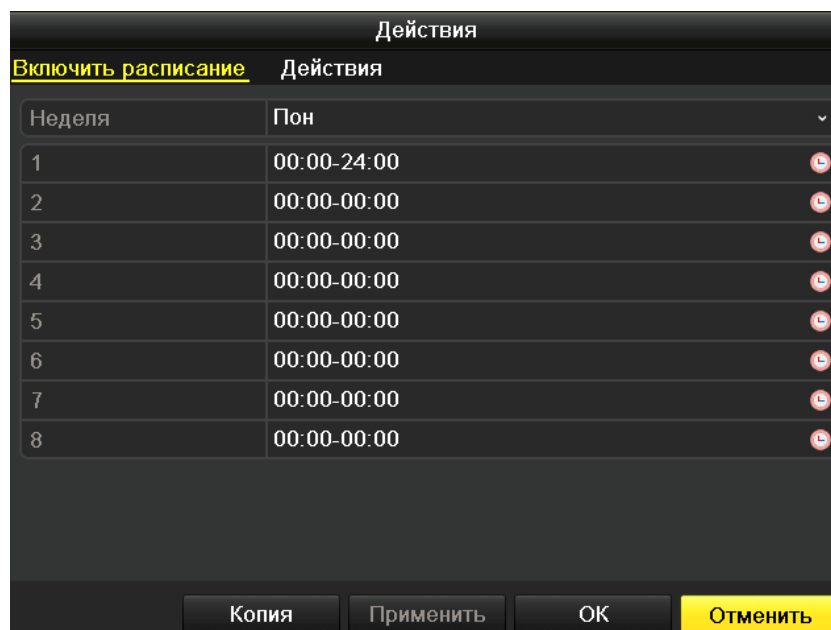 Действия
Включить расписание Действия
Неделя Пон
1 00:00-24:00
2 00:00-00:00
3 00:00-00:00
4 00:00-00:00
5 00:00-00:00
6 00:00-00:00
7 00:00-00:00
8 00:00-00:00
Копия Применить ОК Отменить